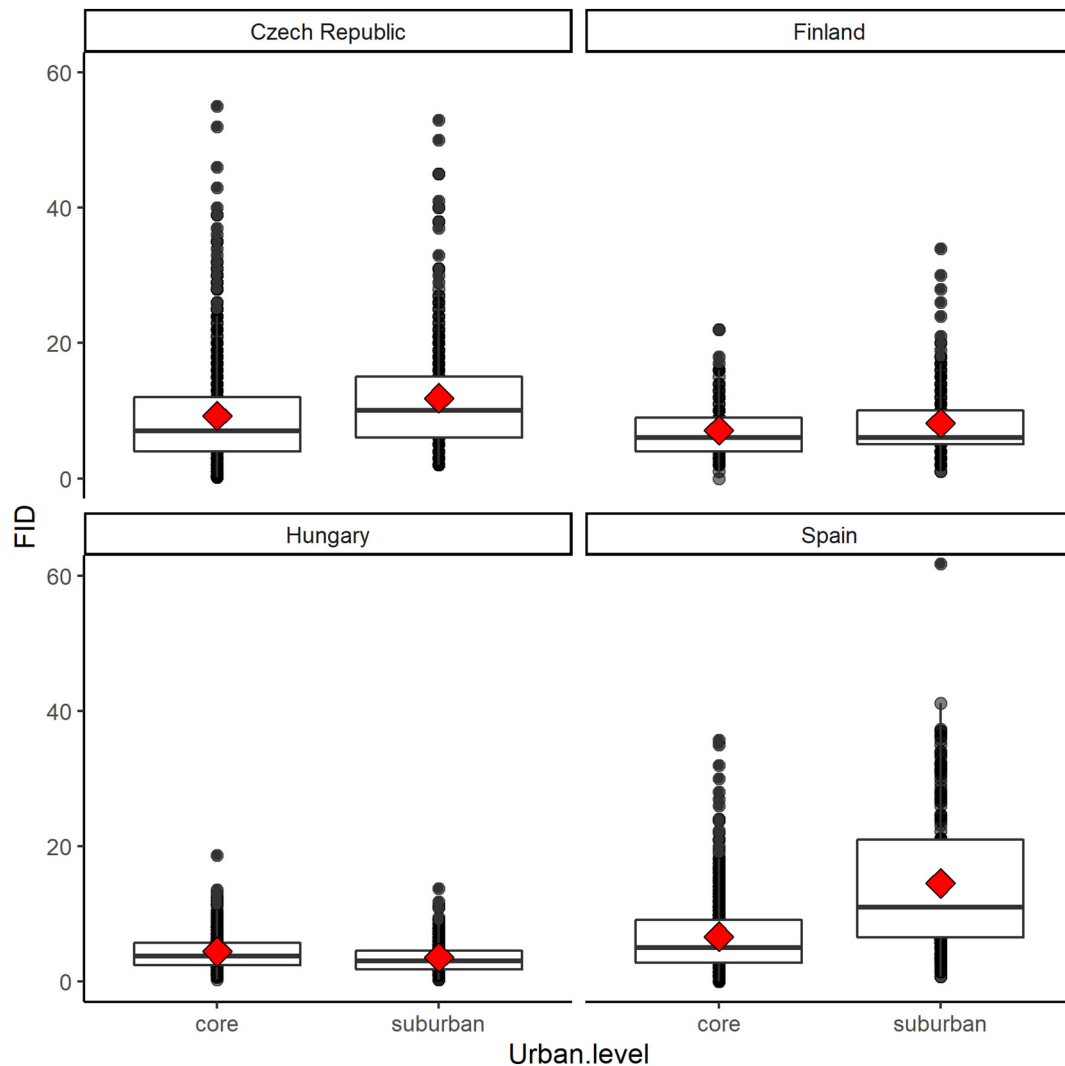 Czech Republic
Finland
60
40
20
0
FID
Hungary
Spain
60
40
20
0
core
suburban
core
suburban
Urban.level